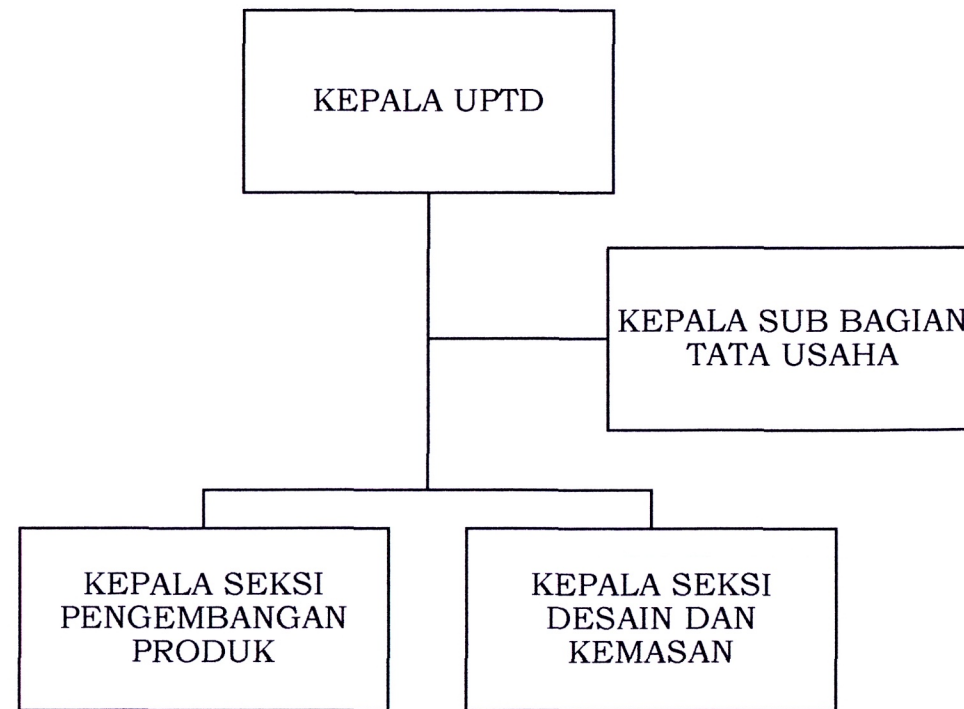 KEPALA UPTD
KEPALA SUB BAGIAN
TATA USAHA
KEPALA SEKSI
PENGEMBANGAN
PRODUK
KEPALA SEKSI
DESAIN DAN
KEMASAN